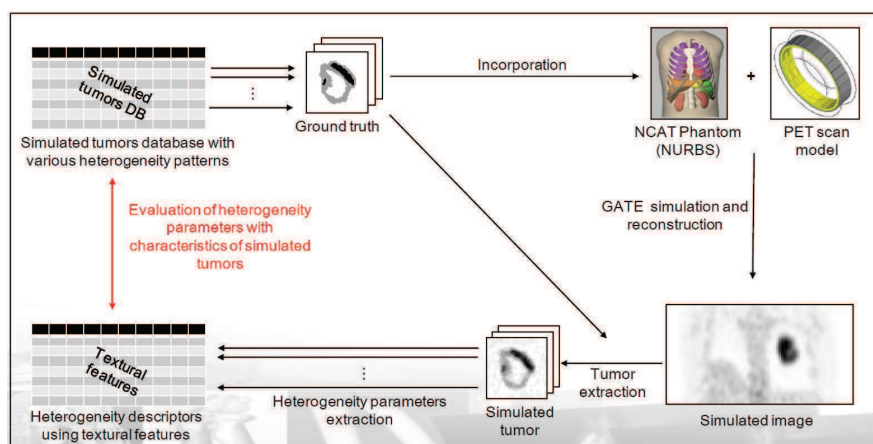 Simulated
tumors DB
Simulated tumors database with
various heterogeneity patterns
⋮
Ground truth
Incorporation
NCAT Phantom
(NURBS)
+
PET scan
model
Evaluation of heterogeneity
parameters with
characteristics of simulated
tumors
GATE simulation and
reconstruction
Textural
features
Heterogeneity descriptors
using textural features
⋮
Heterogeneity parameters
extraction
Simulated
tumor
Tumor
extraction
Simulated image